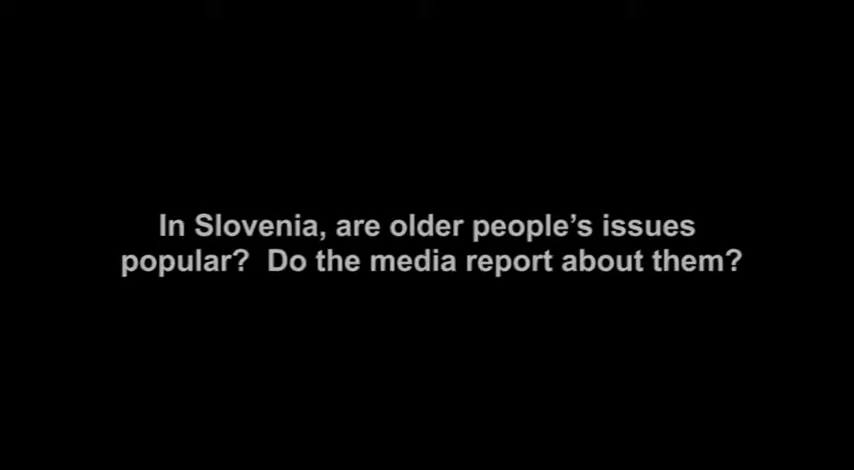 In Slovenia, are older people’s issues
popular?  Do the media report about them?